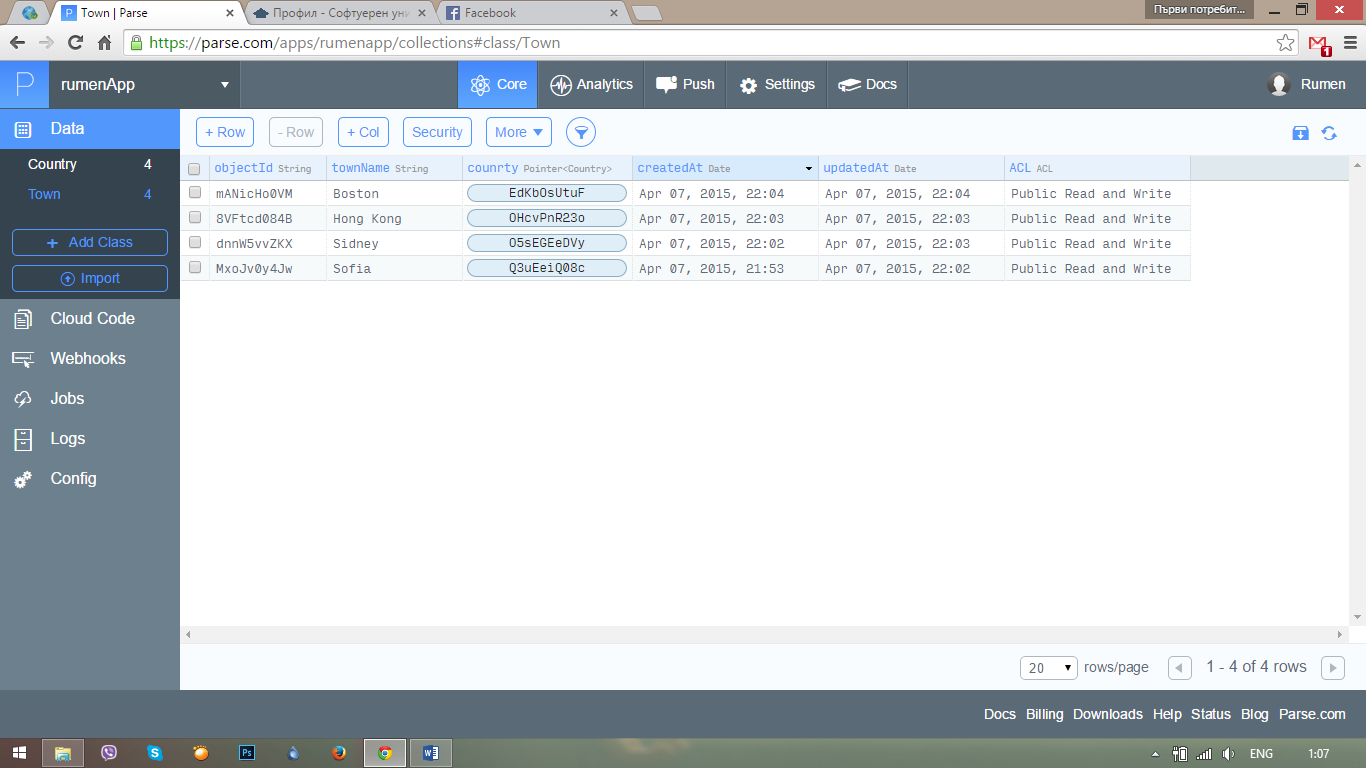 Town | Parse
Профил - Софтуерен уни
Facebook
Първи потребит...
https://parse.com/apps/rumenapp/collections#class/Town
1
P rumenApp
Core
Analytics
Push
Settings
Docs
Rumen
Data
Country 4
Town 4
+ Add Class
Import
Cloud Code
Webhooks
Jobs
Logs
Config
+ Row
- Row
+ Col
Security
More
objectId String townName String counrty Pointer<Country> createdAt Date updatedAt Date ACL ACL
mANicHo0VM Boston EdKbOsUtuF Apr 07, 2015, 22:04 Apr 07, 2015, 22:04 Public Read and Write
8VFtcd084B Hong Kong OHcvPnR23o Apr 07, 2015, 22:03 Apr 07, 2015, 22:03 Public Read and Write
dnnW5vvZKX Sidney O5sEGEeDVy Apr 07, 2015, 22:02 Apr 07, 2015, 22:03 Public Read and Write
MxoJv0y4Jw Sofia Q3uEeiQ08c Apr 07, 2015, 21:53 Apr 07, 2015, 22:02 Public Read and Write
20 rows/page 1 - 4 of 4 rows
Docs Billing Downloads Help Status Blog Parse.com
Ps
ENG 1:07